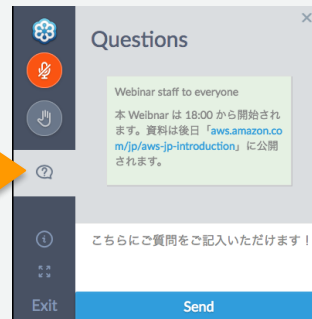 Questions
Webinar staff to everyone
本 Weibnar は 18:00 から開始され
ます。資料は後日「aws.amazon.co
m/jp/aws-jp-introduction」に公開
されます。
こちらにご質問をご記入いただけます！
Exit
Send